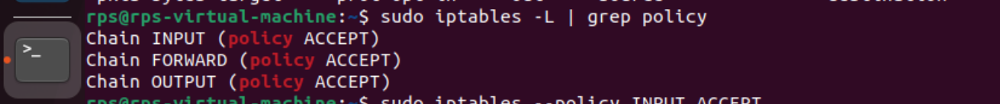 rps@rps-virtual-machine:~$ sudo iptables -L | grep policy
Chain INPUT (policy ACCEPT)
Chain FORWARD (policy ACCEPT)
Chain OUTPUT (policy ACCEPT)
rps@rps-virtual-machine:~$ sudo iptables --policy INPUT ACCEPT